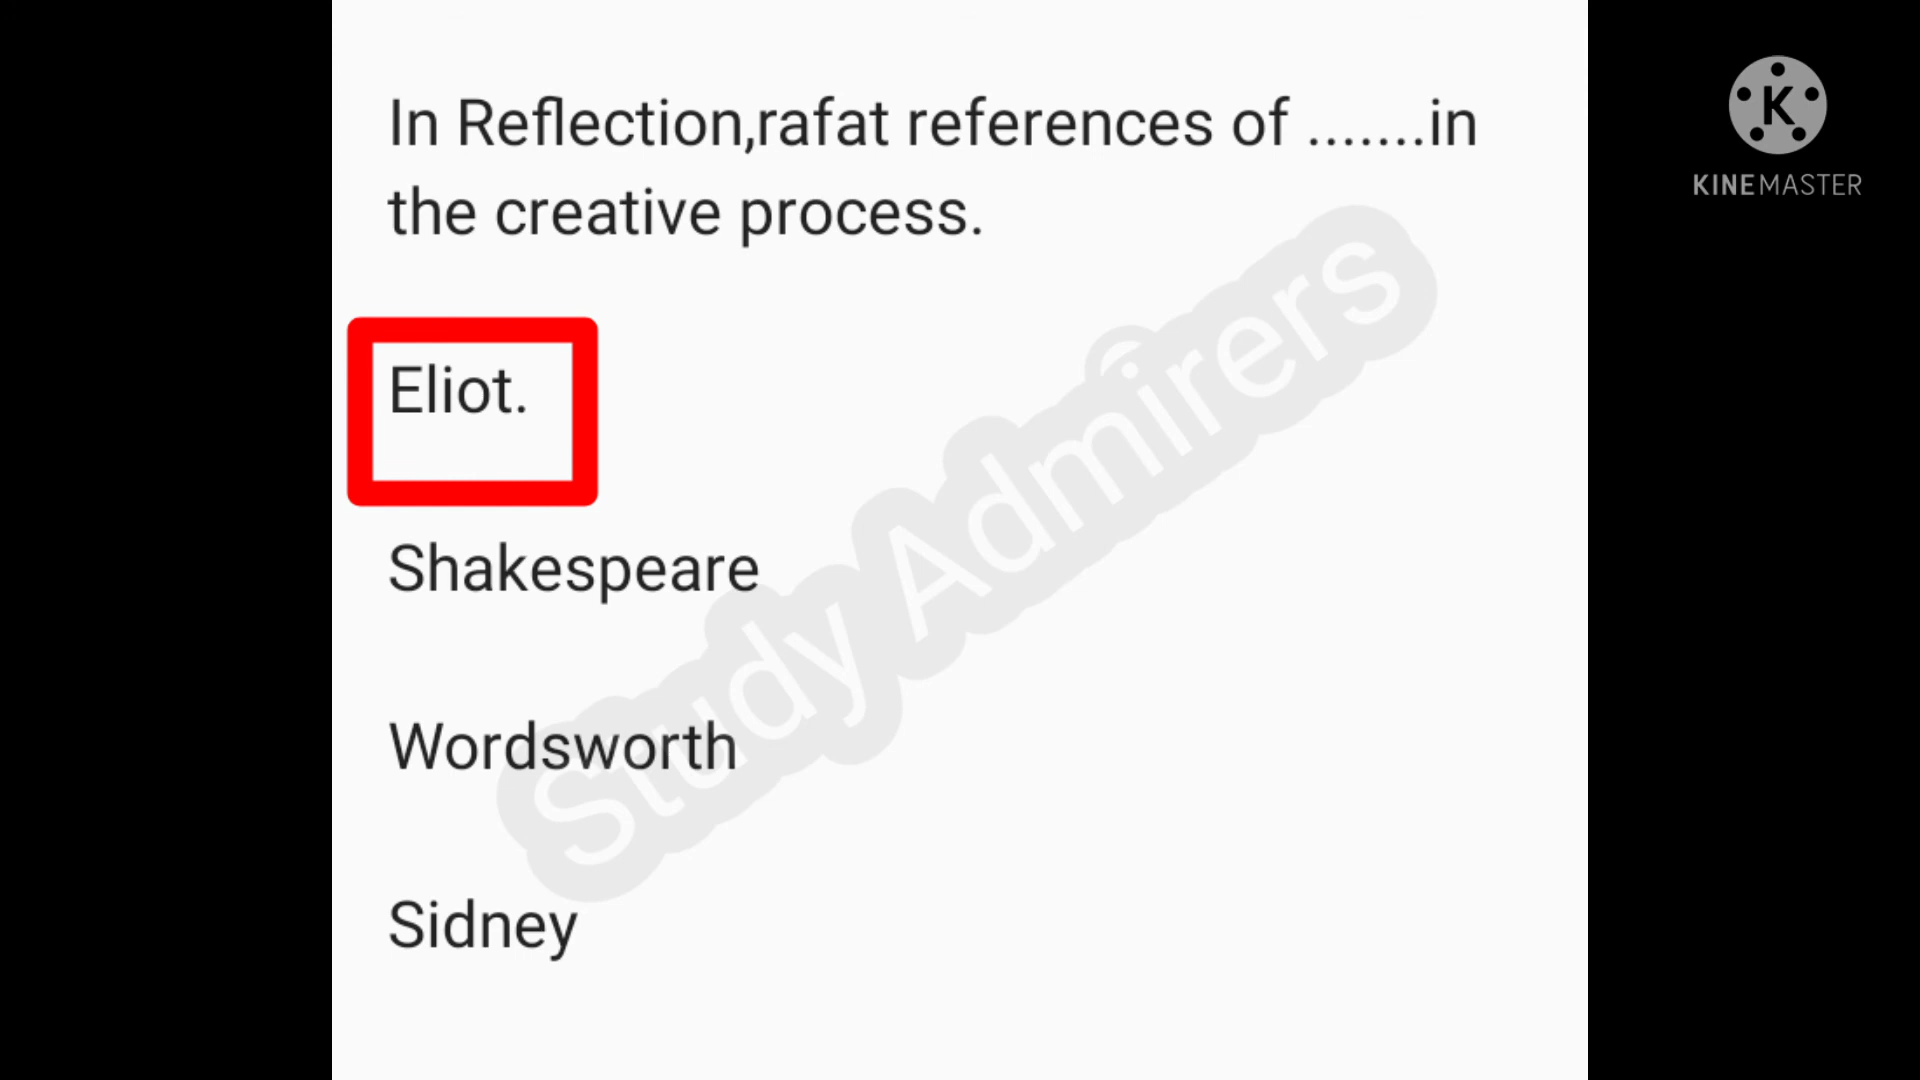 In Reflection,rafat references of .......in
the creative process.
Eliot.
Shakespeare
Wordsworth
Sidney
Study Admirers
K
KINEMASTER